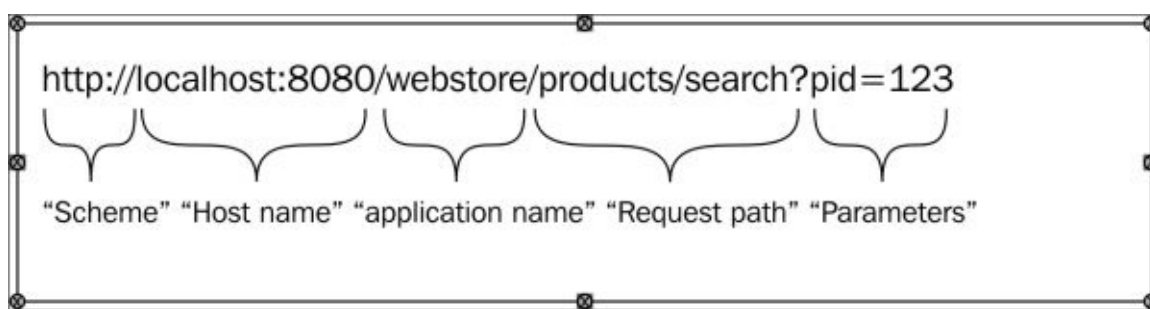 http://localhost:8080/webstore/products/search?pid=123
“Scheme” “Host name” “application name” “Request path” “Parameters”